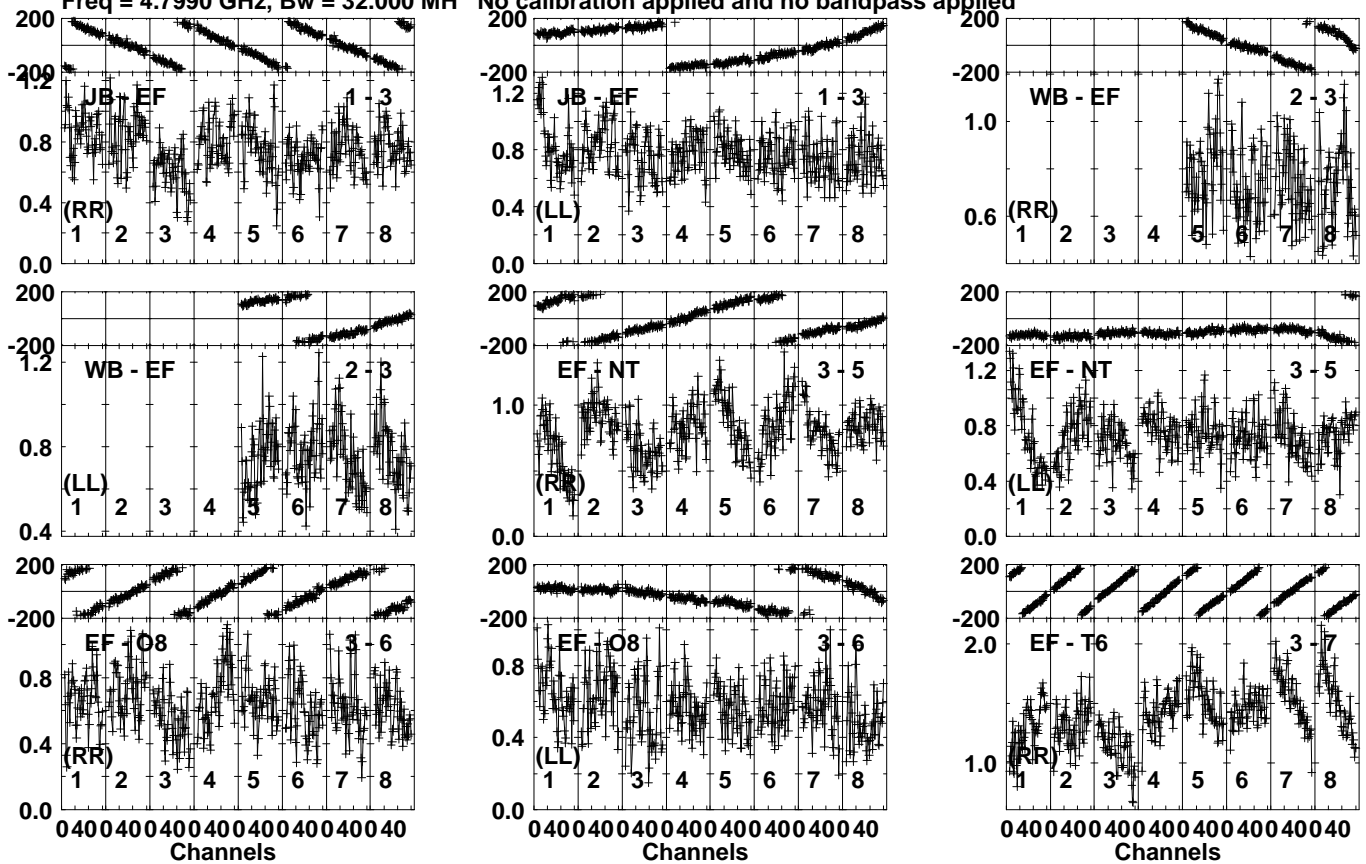 Freq = 4.7990 GHz, Bw = 32.000 MH No calibration applied and no bandpass applied
200
-200
1.2
0.8
0.4
0.0
JB - EF 1 - 3
(RR)
1 2 3 4 5 6 7 8
200
-200
1.2
0.8
0.4
0.0
JB - EF 1 - 3
(LL)
1 2 3 4 5 6 7 8
200
-200
1.0
0.6
WB - EF 2 - 3
(RR)
1 2 3 4 5 6 7 8
200
-200
1.2
0.8
0.4
WB - EF 2 - 3
(LL)
1 2 3 4 5 6 7 8
200
-200
1.0
0.0
EF - NT 3 - 5
(RR)
1 2 3 4 5 6 7 8
200
-200
1.2
0.8
0.4
0.0
EF - NT 3 - 5
(LL)
1 2 3 4 5 6 7 8
200
-200
0.8
0.4
0.0
EF - O8 3 - 6
(RR)
1 2 3 4 5 6 7 8
0 40 0 40 0 40 0 40 0 40 0 40 0 40 0 40
Channels
200
-200
0.8
0.4
0.0
EF - O8 3 - 6
(LL)
1 2 3 4 5 6 7 8
0 40 0 40 0 40 0 40 0 40 0 40 0 40 0 40
Channels
200
-200
2.0
1.0
EF - T6 3 - 7
(RR)
1 2 3 4 5 6 7 8
0 40 0 40 0 40 0 40 0 40 0 40 0 40 0 40
Channels